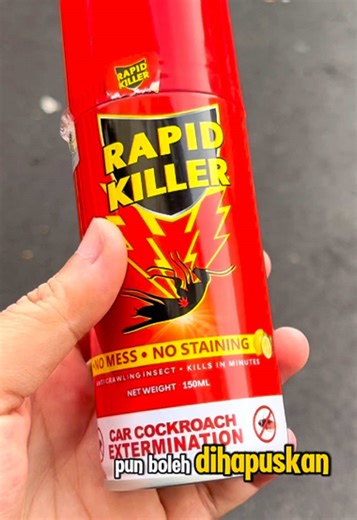 RAPID
KILLER
RAPID
KILLER
NO MESS • NO STAINING
CRAWLING INSECT • KILLS IN MINUTES
NET WEIGHT 150ML
CAR COCKROACH
EXTERMINATION
pun boleh dihapuskan